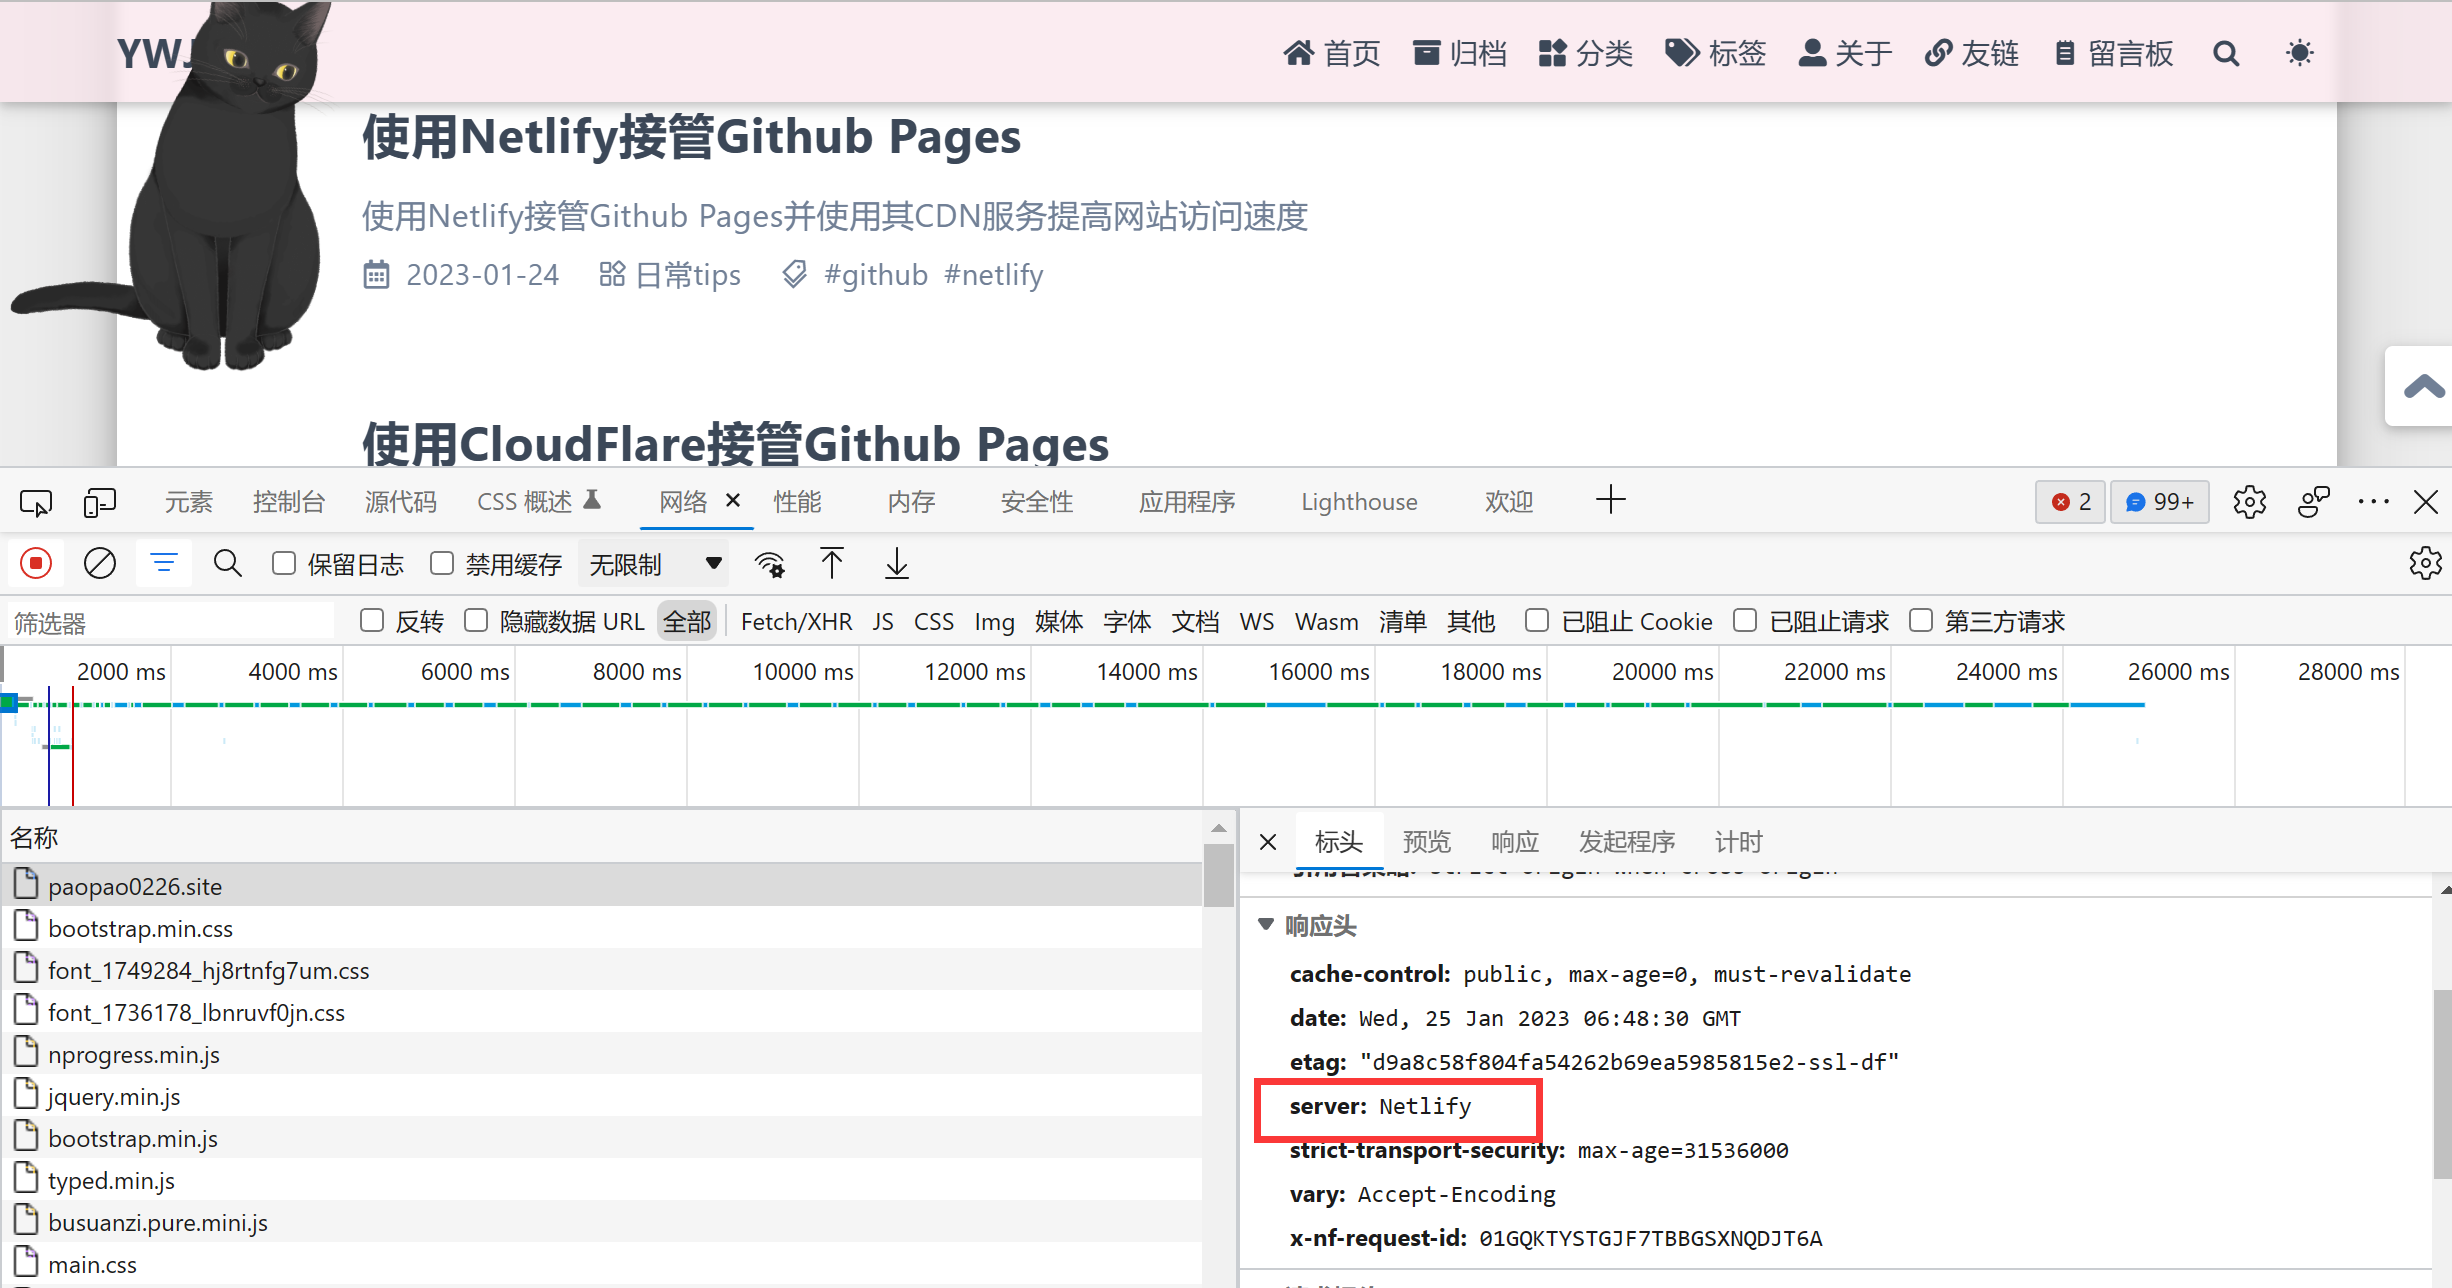 YWJ
首页 归档 分类 标签 关于 友链 留言板
使用Netlify接管Github Pages
使用Netlify接管Github Pages并使用其CDN服务提高网站访问速度
2023-01-24 日常tips #github #netlify
使用CloudFlare接管Github Pages
元素 控制台 源代码 CSS 概述 网络 性能 内存 安全性 应用程序 Lighthouse 欢迎 2 99+
保留日志 禁用缓存 无限制
筛选器 反转 隐藏数据 URL 全部 Fetch/XHR JS CSS Img 媒体 字体 文档 WS Wasm 清单 其他 已阻止 Cookie 已阻止请求 第三方请求
2000 ms 4000 ms 6000 ms 8000 ms 10000 ms 12000 ms 14000 ms 16000 ms 18000 ms 20000 ms 22000 ms 24000 ms 26000 ms 28000 ms
名称
paopao0226.site
bootstrap.min.css
font_1749284_hj8rtnfg7um.css
font_1736178_lbnruvf0jn.css
nprogress.min.js
jquery.min.js
bootstrap.min.js
typed.min.js
busuanzi.pure.mini.js
main.css
标头 预览 响应 发起程序 计时
响应头
cache-control: public, max-age=0, must-revalidate
date: Wed, 25 Jan 2023 06:48:30 GMT
etag: "d9a8c58f804fa54262b69ea5985815e2-ssl-df"
server: Netlify
strict-transport-security: max-age=31536000
vary: Accept-Encoding
x-nf-request-id: 01GQKTYSTGJF7TBBGSXNQDJT6A